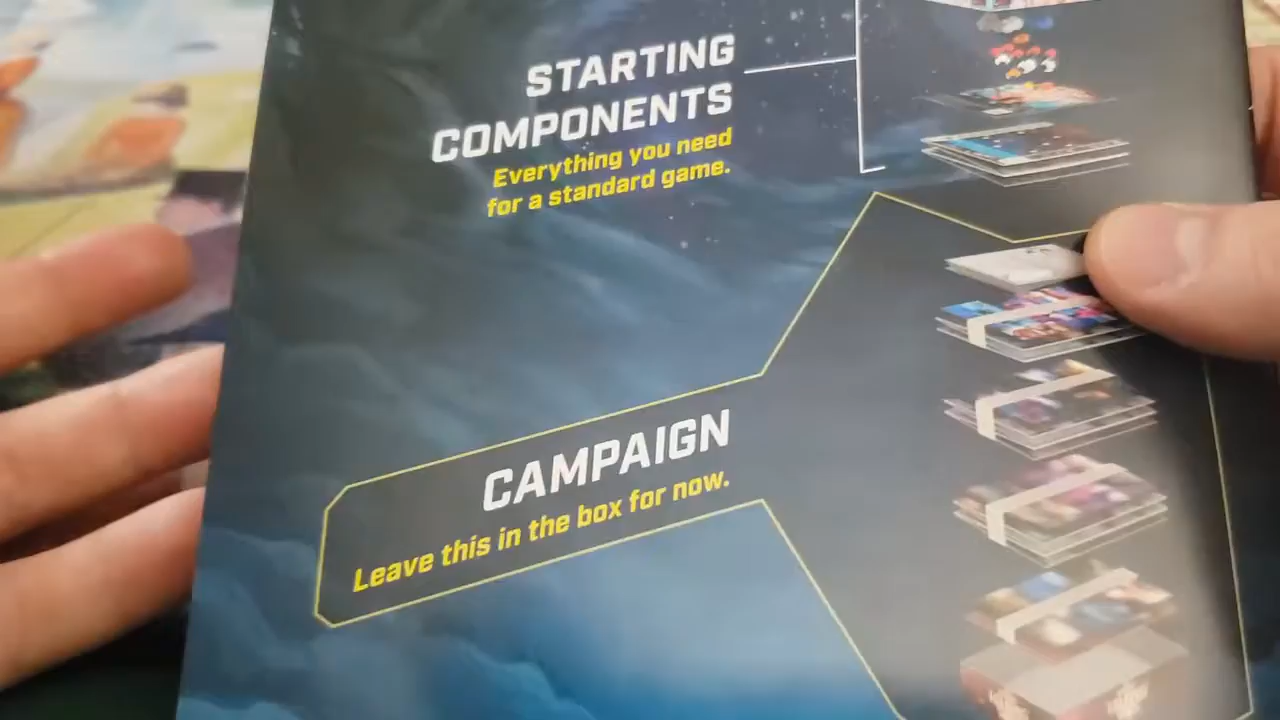 STARTING
COMPONENTS
Everything you need
for a standard game.
CAMPAIGN
Leave this in the box for now.